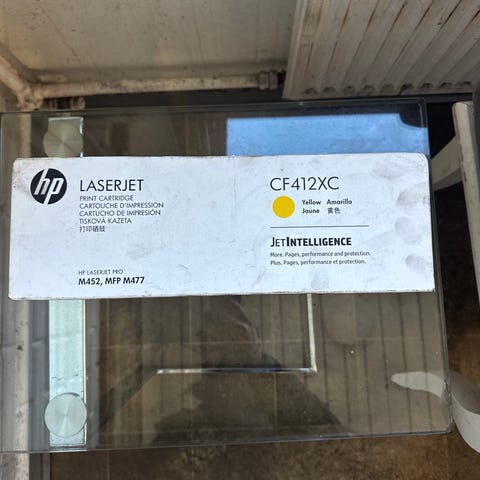 hp
LASERJET
PRINT CARTRIDGE
CARTOUCHE D'IMPRESSION
CARTUCHO DE IMPRESIÓN
TISKOVÁ KAZETA
打印硒鼓
HP LASERJET PRO
M452, MFP M477
CF412XC
Yellow Amarillo
Jaune 黄色
JETINTELLIGENCE
More. Pages, performance and protection.
Plus. Pages, performance et protection.